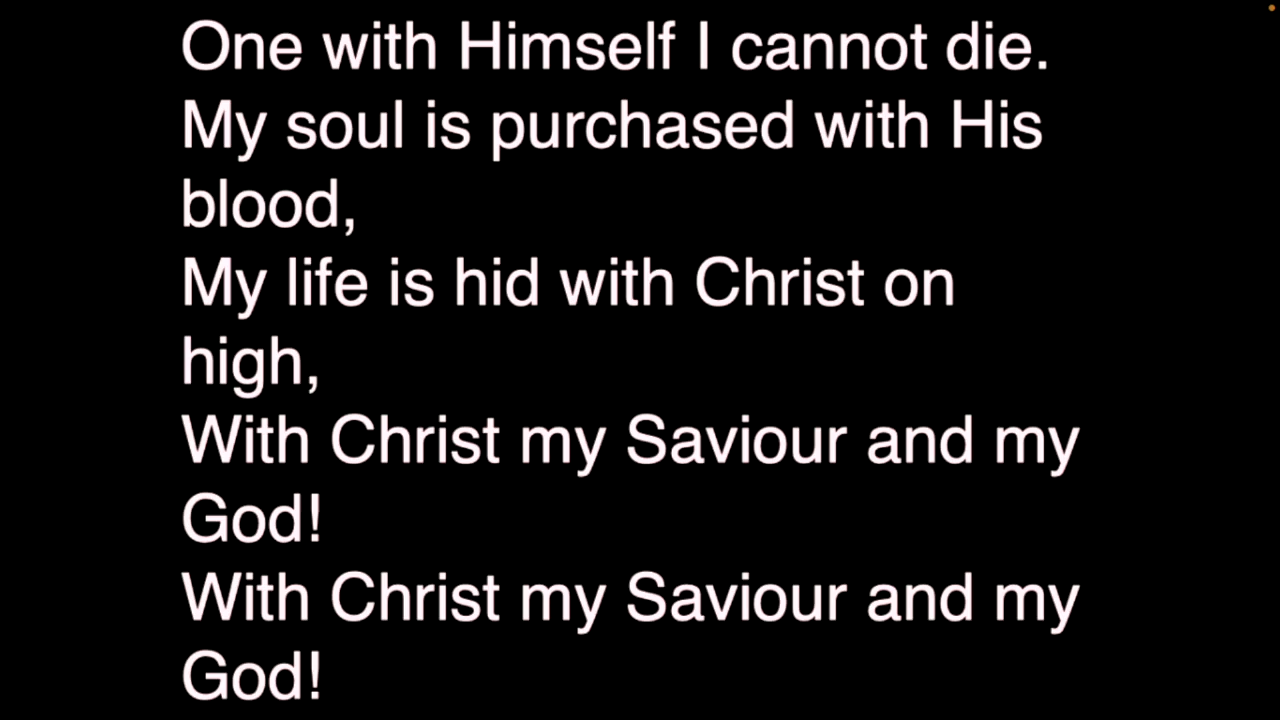 One with Himself I cannot die.
My soul is purchased with His
blood,
My life is hid with Christ on
high,
With Christ my Saviour and my
God!
With Christ my Saviour and my
God!